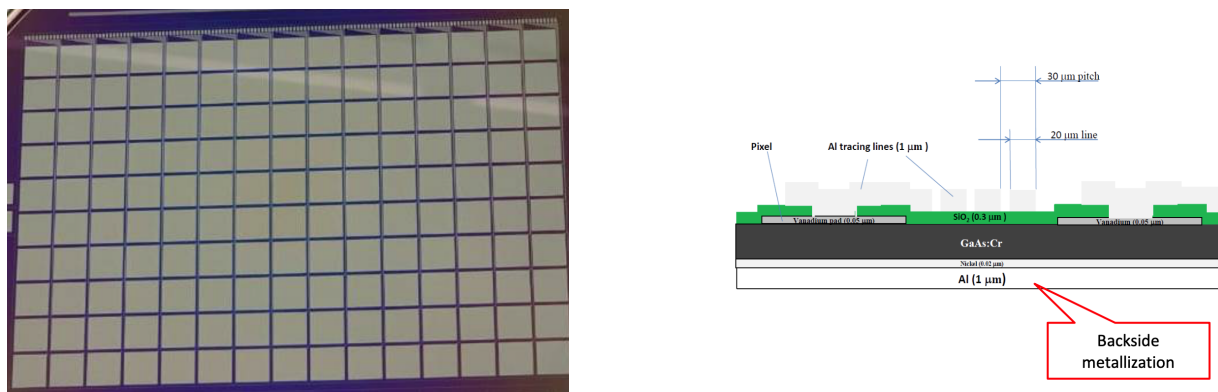 30 µm pitch
20 µm line
Pixel
Al tracing lines (1 µm )
SiO₂ (0.3 µm )
Vanadium pad (0.05 µm)
Vanadium (0.05 µm)
GaAs:Cr
Nickel (0.02 µm)
Al (1 µm)
Backside
metallization